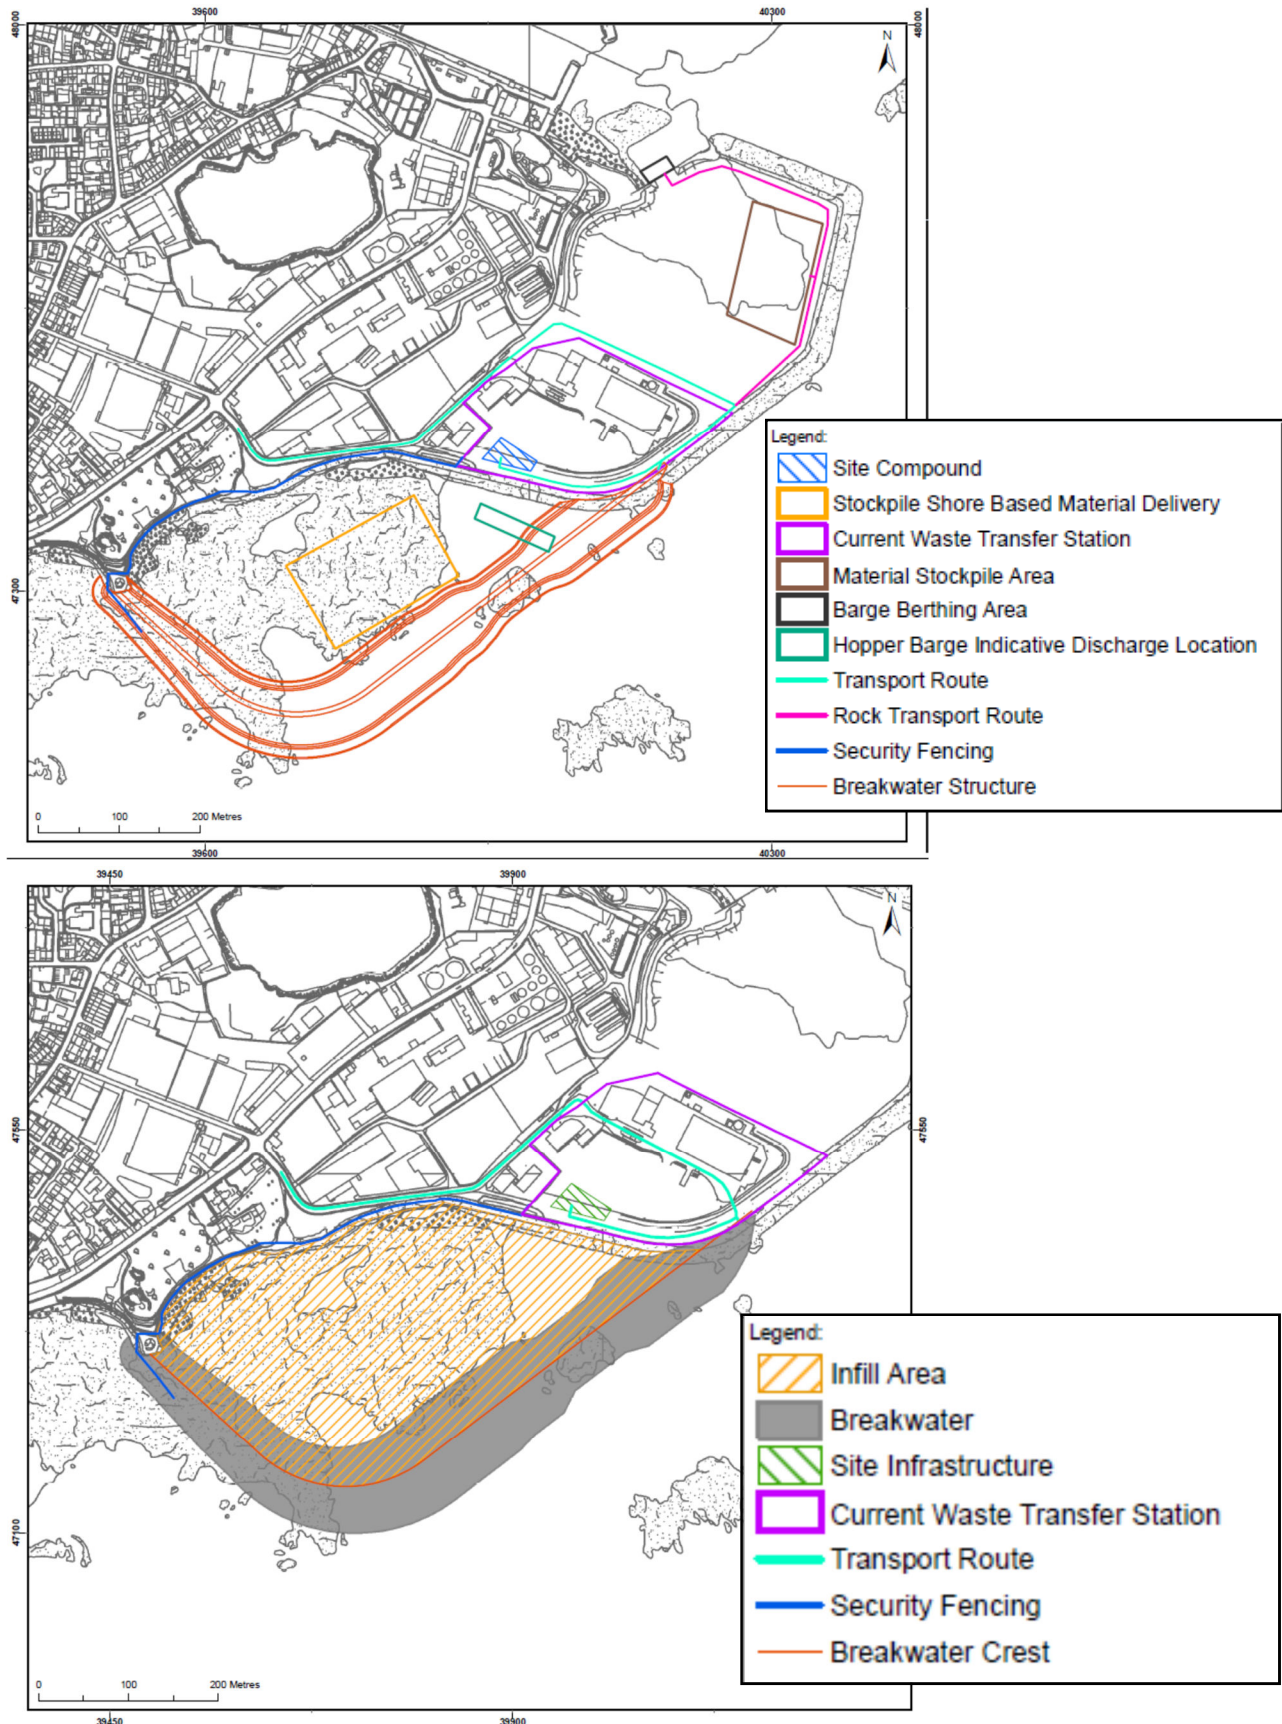 39600
40300
48000
48000
N
47300
Legend:
Site Compound
Stockpile Shore Based Material Delivery
Current Waste Transfer Station
Material Stockpile Area
Barge Berthing Area
Hopper Barge Indicative Discharge Location
Transport Route
Rock Transport Route
Security Fencing
Breakwater Structure
0 100 200 Metres
39600
40300
39450
39900
N
47550
47550
47100
Legend:
Infill Area
Breakwater
Site Infrastructure
Current Waste Transfer Station
Transport Route
Security Fencing
Breakwater Crest
0 100 200 Metres
39450
39900